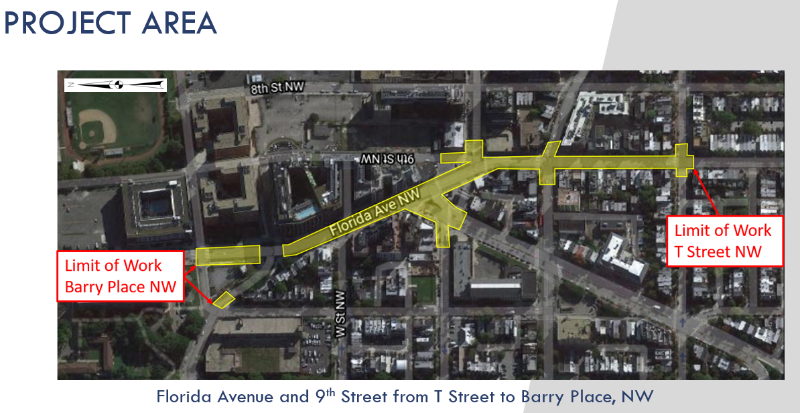 PROJECT AREA
N
8th St NW
9th St NW
Florida Ave NW
Limit of Work
T Street NW
Limit of Work
Barry Place NW
W St NW
Florida Avenue and 9th Street from T Street to Barry Place, NW